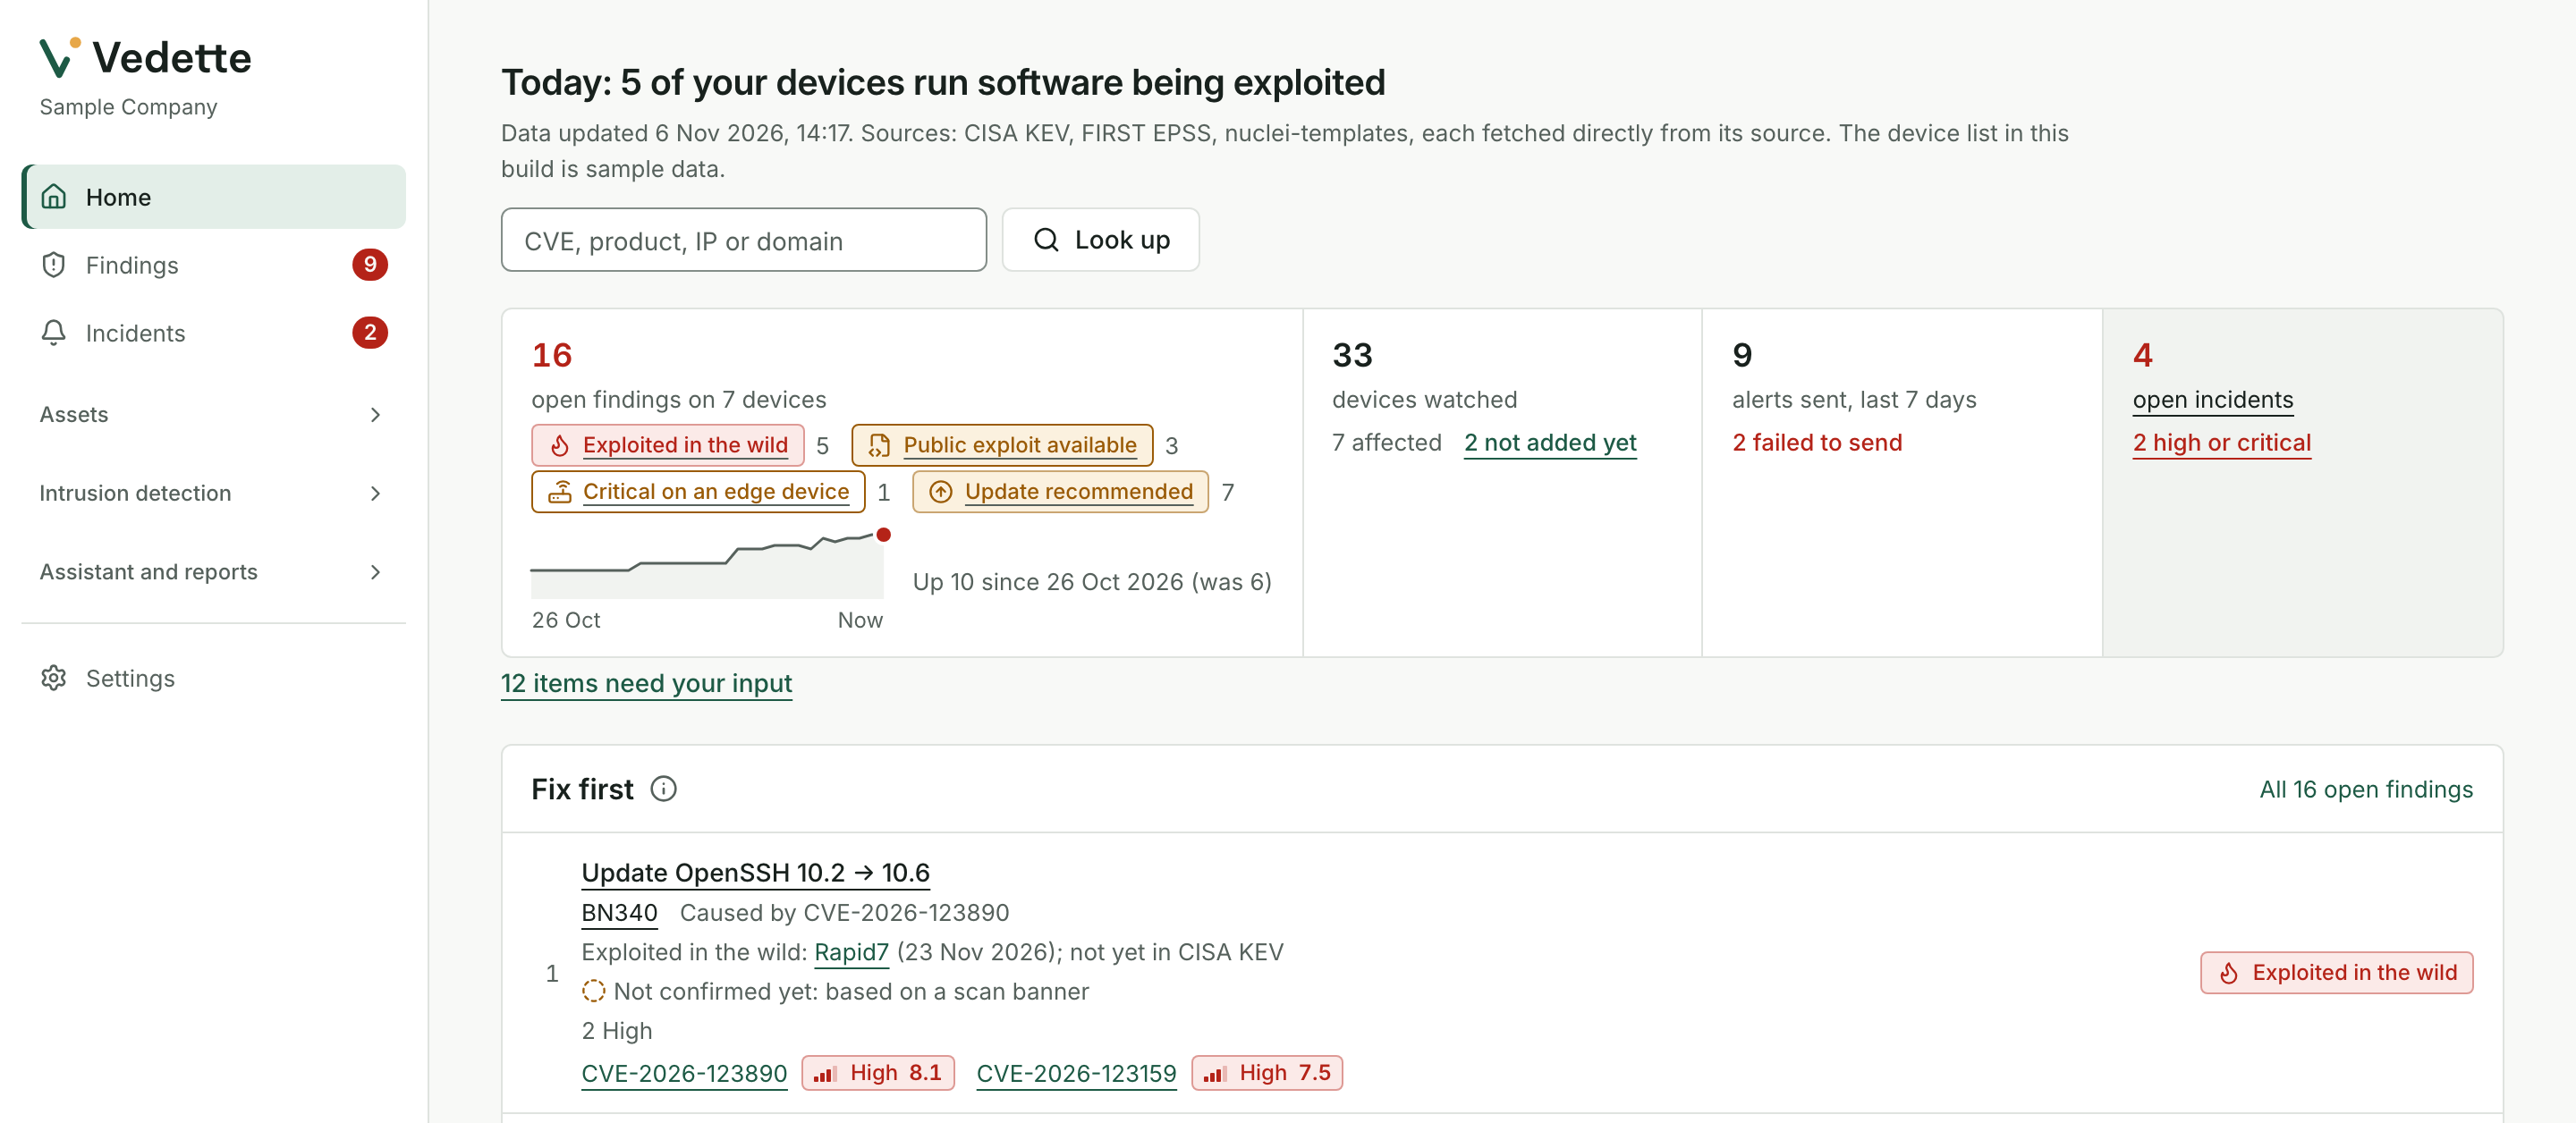 Vedette
Sample Company
Home
Findings 9
Incidents 2
Assets
Intrusion detection
Assistant and reports
Settings
Today: 5 of your devices run software being exploited
Data updated 6 Nov 2026, 14:17. Sources: CISA KEV, FIRST EPSS, nuclei-templates, each fetched directly from its source. The device list in this
build is sample data.
CVE, product, IP or domain
Look up
16
open findings on 7 devices
Exploited in the wild 5 Public exploit available 3
Critical on an edge device 1 Update recommended 7
Up 10 since 26 Oct 2026 (was 6)
26 Oct Now
33
devices watched
7 affected 2 not added yet
9
alerts sent, last 7 days
2 failed to send
4
open incidents
2 high or critical
12 items need your input
Fix first
All 16 open findings
1
Update OpenSSH 10.2 → 10.6
BN340 Caused by CVE-2026-123890
Exploited in the wild: Rapid7 (23 Nov 2026); not yet in CISA KEV
Not confirmed yet: based on a scan banner
2 High
CVE-2026-123890 High 8.1 CVE-2026-123159 High 7.5
Exploited in the wild